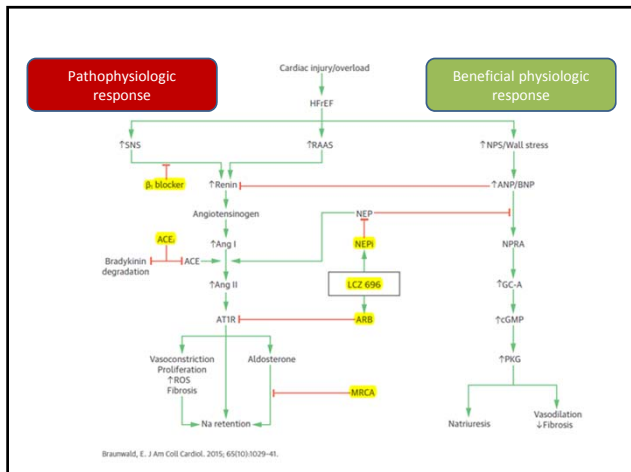 Pathophysiologic
response
Cardiac injury/overload
Beneficial physiologic
response
HFrEF
↑SNS
↑RAAS
↑NPS/Wall stress
β₁ blocker
↑Renin
↑ANP/BNP
Angiotensinogen
NEP
ACEᵢ
↑Ang I
NEPi
NPRA
Bradykinin
degradation
ACE
LCZ 696
↑GC-A
↑Ang II
AT1R
ARB
↑cGMP
Vasoconstriction
Proliferation
↑ROS
Fibrosis
Aldosterone
↑PKG
MRCA
Na retention
Natriuresis
Vasodilation
↓Fibrosis
Braunwald, E. J Am Coll Cardiol. 2015; 65(10):1029–41.